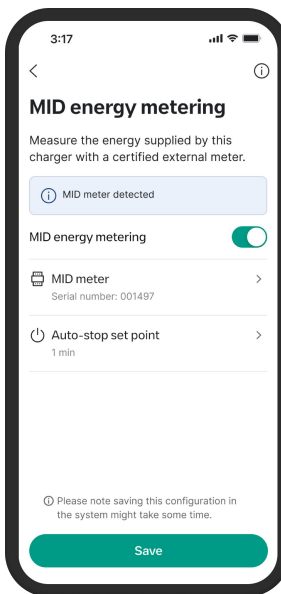 3:17
MID energy metering
Measure the energy supplied by this
charger with a certified external meter.
MID meter detected
MID energy metering
MID meter
Serial number: 001497
Auto-stop set point
1 min
Please note saving this configuration in
the system might take some time.
Save